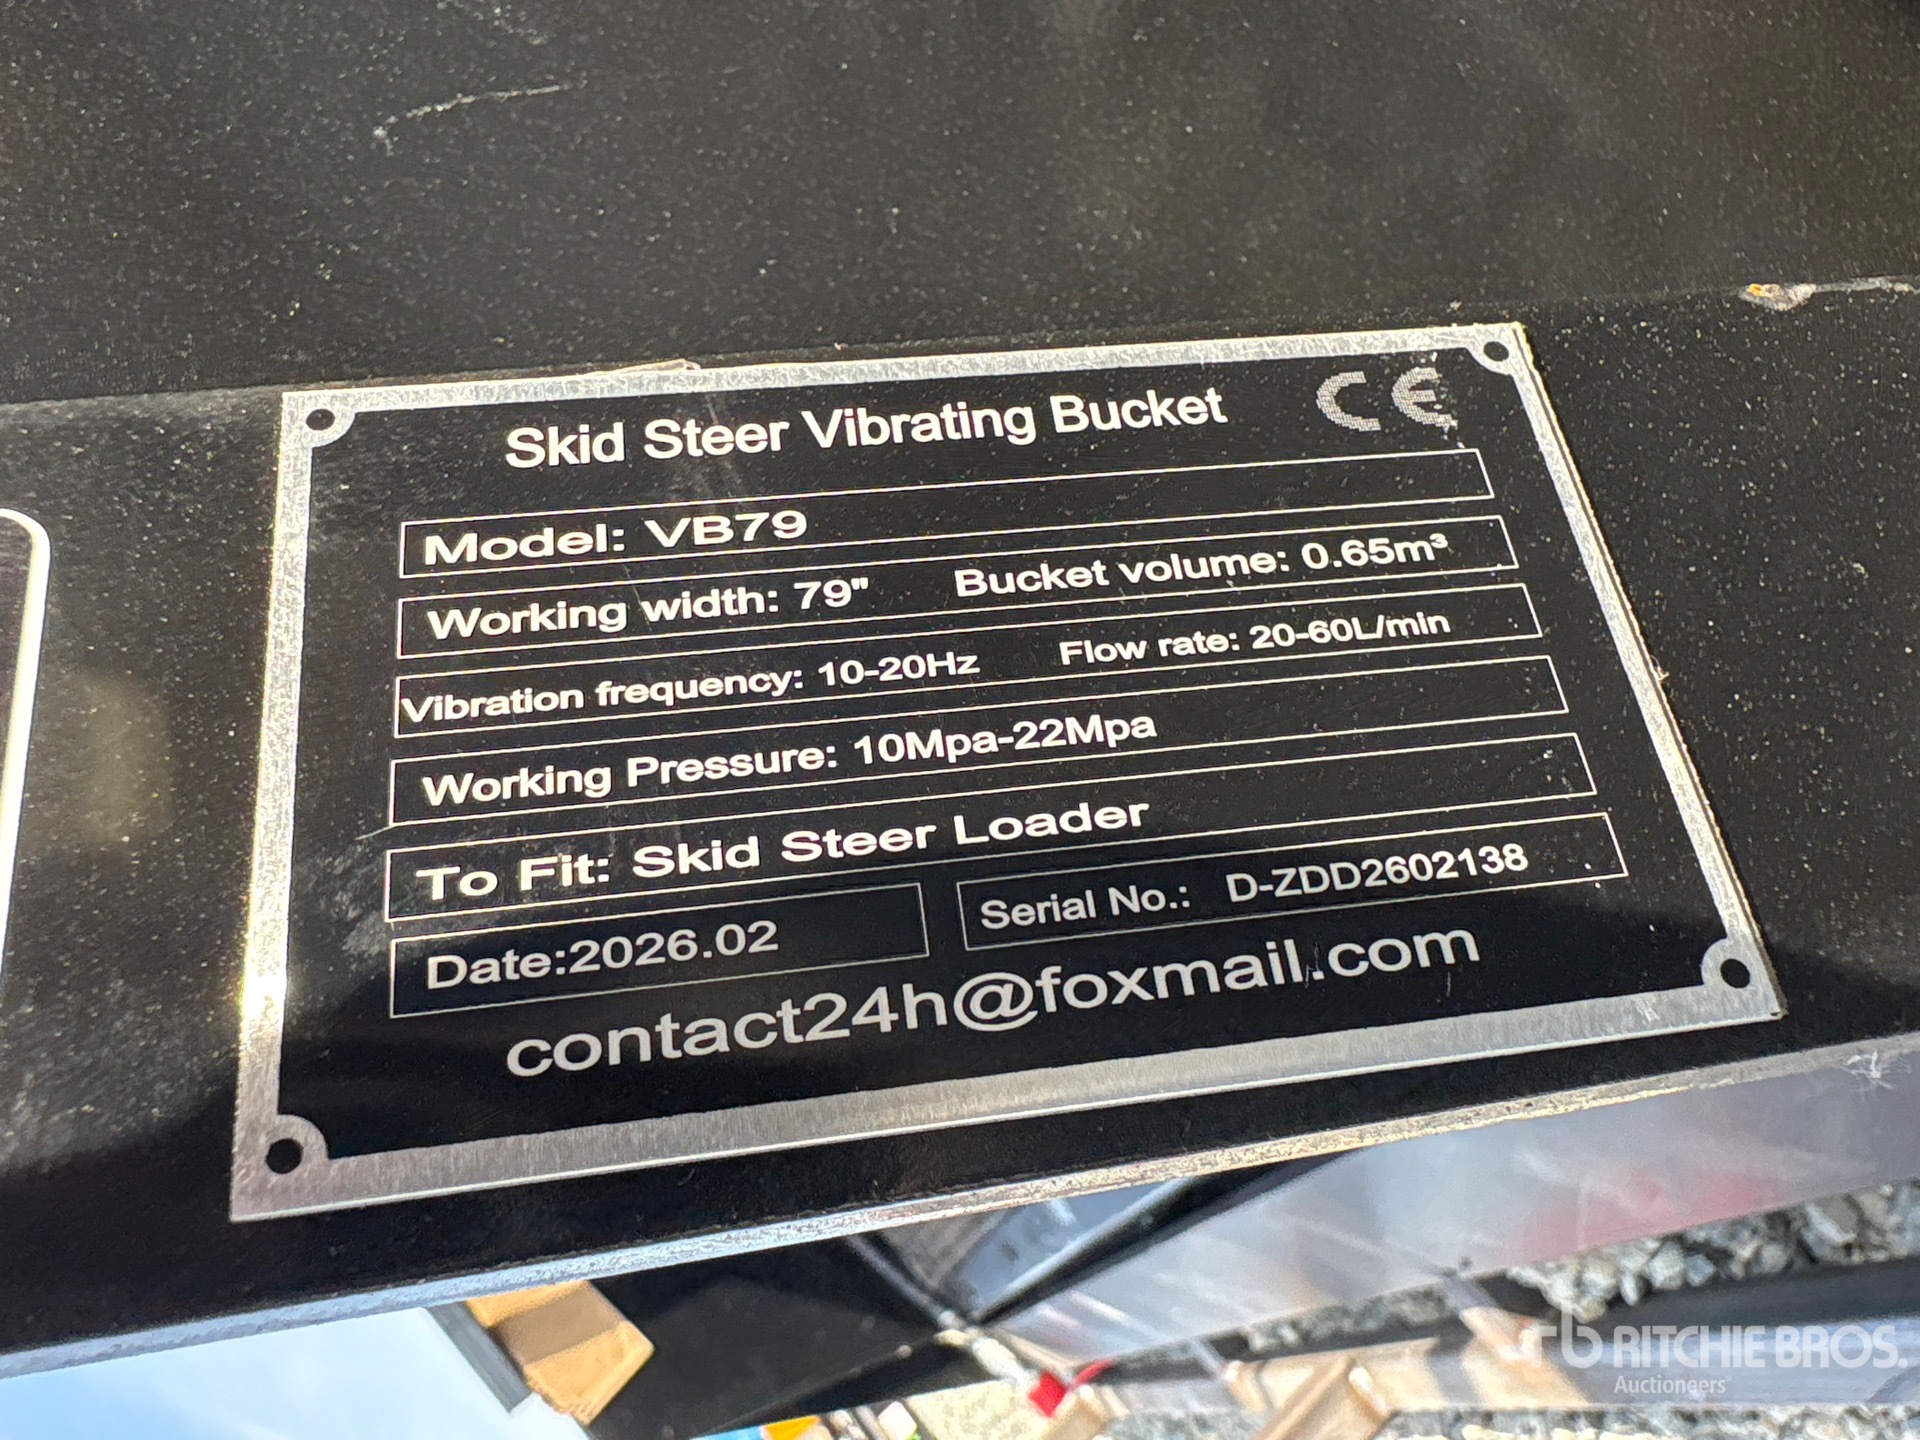 Skid Steer Vibrating Bucket CE
Model: VB79
Working width: 79" Bucket volume: 0.65m³
Vibration frequency: 10-20Hz Flow rate: 20-60L/min
Working Pressure: 10Mpa-22Mpa
To Fit: Skid Steer Loader
Date:2026.02 Serial No.: D-ZDD2602138
contact24h@foxmail.com
rb RITCHIE BROS.
Auctioneers